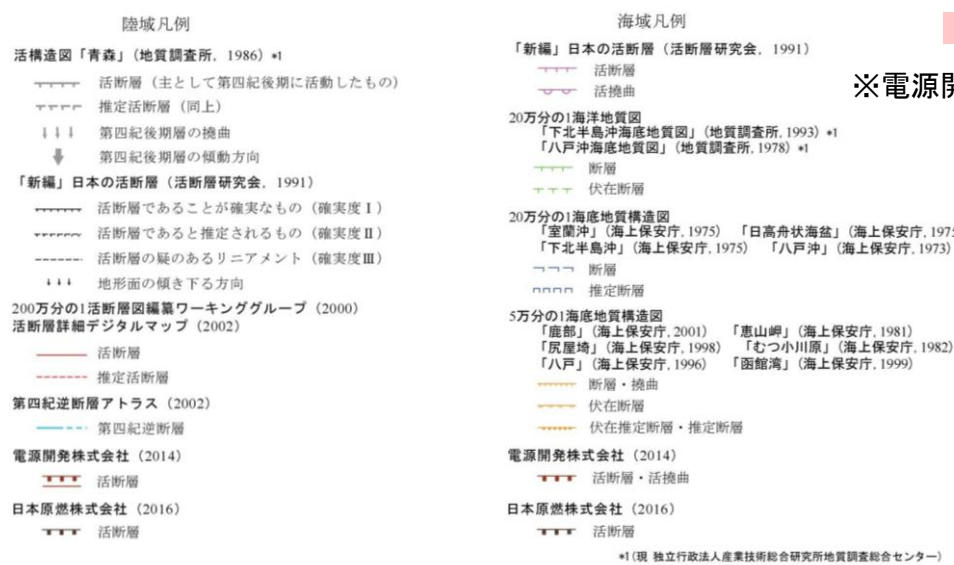 陸域凡例
活構造図「青森」(地質調査所, 1986) *1
活断層(主として第四紀後期に活動したもの)
推定活断層(同上)
第四紀後期層の撓曲
第四紀後期層の傾動方向
「新編」日本の活断層(活断層研究会, 1991)
活断層であることが確実なもの(確実度Ⅰ)
活断層であると推定されるもの(確実度Ⅱ)
活断層の疑のあるリニアメント(確実度Ⅲ)
地形面の傾き下る方向
200万分の1活断層図編纂ワーキンググループ(2000)
活断層詳細デジタルマップ(2002)
活断層
推定活断層
第四紀逆断層アトラス(2002)
第四紀逆断層
電源開発株式会社(2014)
活断層
日本原燃株式会社(2016)
活断層
海域凡例
「新編」日本の活断層(活断層研究会, 1991)
活断層
活撓曲
20万分の1海洋地質図
「下北半島沖海底地質図」(地質調査所, 1993) *1
「八戸沖海底地質図」(地質調査所, 1978) *1
断層
伏在断層
20万分の1海底地質構造図
「室蘭沖」(海上保安庁, 1975) 「日高舟状海盆」(海上保安庁, 197
「下北半島沖」(海上保安庁, 1975) 「八戸沖」(海上保安庁, 1973)
断層
推定断層
5万分の1海底地質構造図
「鹿部」(海上保安庁, 2001) 「恵山岬」(海上保安庁, 1981)
「尻屋埼」(海上保安庁, 1998) 「むつ小川原」(海上保安庁, 1982)
「八戸」(海上保安庁, 1996) 「函館湾」(海上保安庁, 1999)
断層・撓曲
伏在断層
伏在推定断層・推定断層
電源開発株式会社(2014)
活断層・活撓曲
日本原燃株式会社(2016)
活断層
*1(現 独立行政法人産業技術総合研究所地質調査総合センター)
※電源開